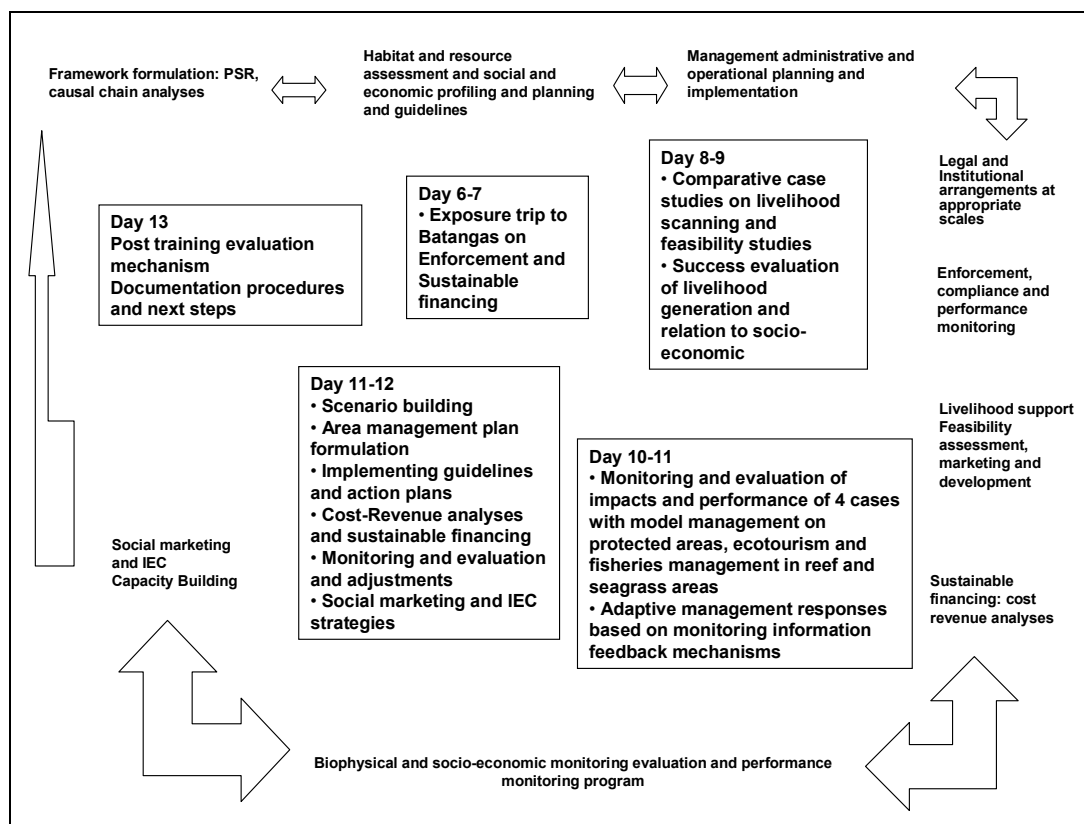 Framework formulation: PSR,
causal chain analyses
Habitat and resource
assessment and social and
economic profiling and planning
and guidelines
Management administrative and
operational planning and
implementation
Legal and
Institutional
arrangements at
appropriate
scales
Enforcement,
compliance and
performance
monitoring
Livelihood support
Feasibility
assessment,
marketing and
development
Sustainable
financing: cost
revenue analyses
Day 13
Post training evaluation
mechanism
Documentation procedures
and next steps
Day 6-7
• Exposure trip to
Batangas on
Enforcement and
Sustainable
financing
Day 8-9
• Comparative case
studies on livelihood
scanning and
feasibility studies
• Success evaluation
of livelihood
generation and
relation to socio-
economic
Day 11-12
• Scenario building
• Area management plan
formulation
• Implementing guidelines
and action plans
• Cost-Revenue analyses
and sustainable financing
• Monitoring and evaluation
and adjustments
• Social marketing and IEC
strategies
Day 10-11
• Monitoring and evaluation of
impacts and performance of 4 cases
with model management on
protected areas, ecotourism and
fisheries management in reef and
seagrass areas
• Adaptive management responses
based on monitoring information
feedback mechanisms
Social marketing
and IEC
Capacity Building
Biophysical and socio-economic monitoring evaluation and performance
monitoring program